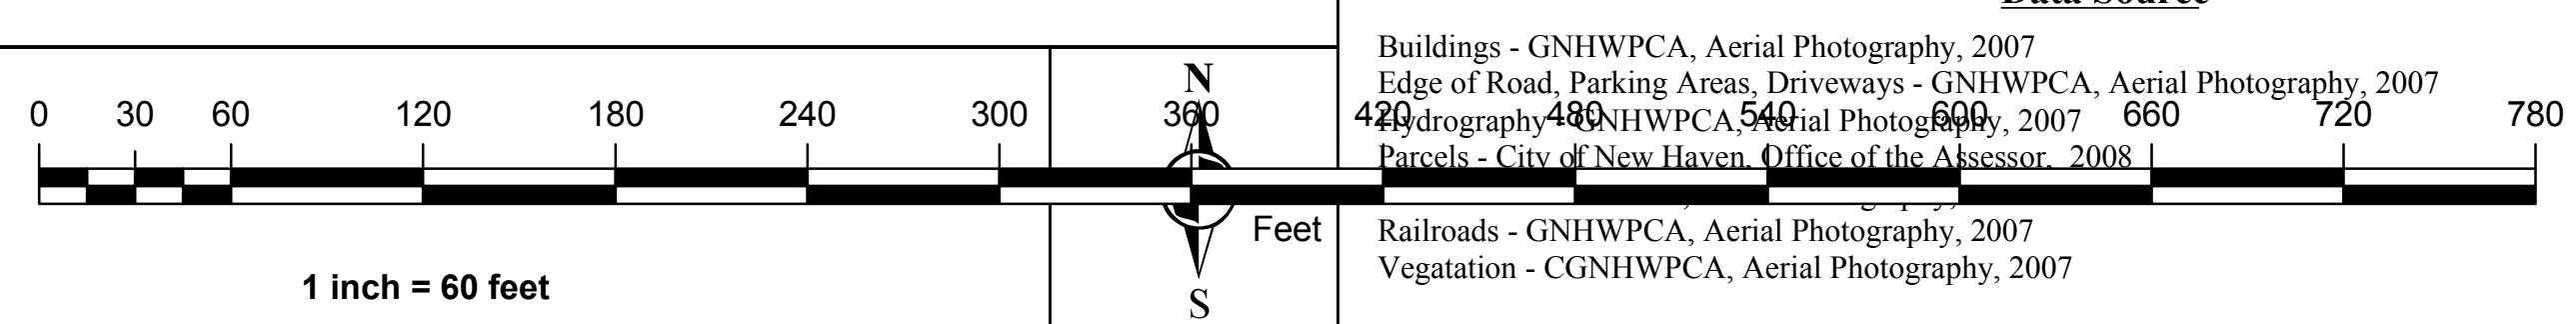 Data Source
Buildings - GNHWPCA, Aerial Photography, 2007
Edge of Road, Parking Areas, Driveways - GNHWPCA, Aerial Photography, 2007
Hydrography - GNHWPCA, Aerial Photography, 2007
Parcels - City of New Haven, Office of the Assessor, 2008
Railroads - GNHWPCA, Aerial Photography, 2007
Vegatation - CGNHWPCA, Aerial Photography, 2007
N
0 30 60 120 180 240 300 360 420 480 540 600 660 720 780
Feet
1 inch = 60 feet
S